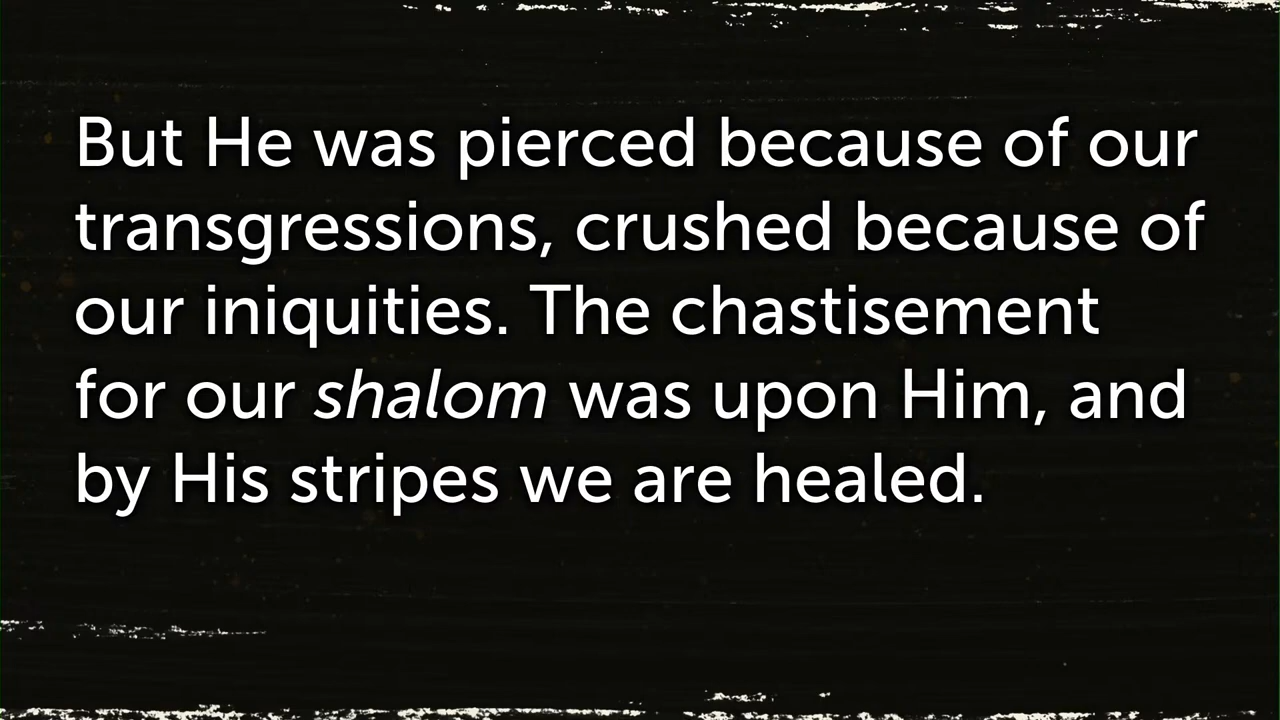 But He was pierced because of our
transgressions, crushed because of
our iniquities. The chastisement
for our shalom was upon Him, and
by His stripes we are healed.